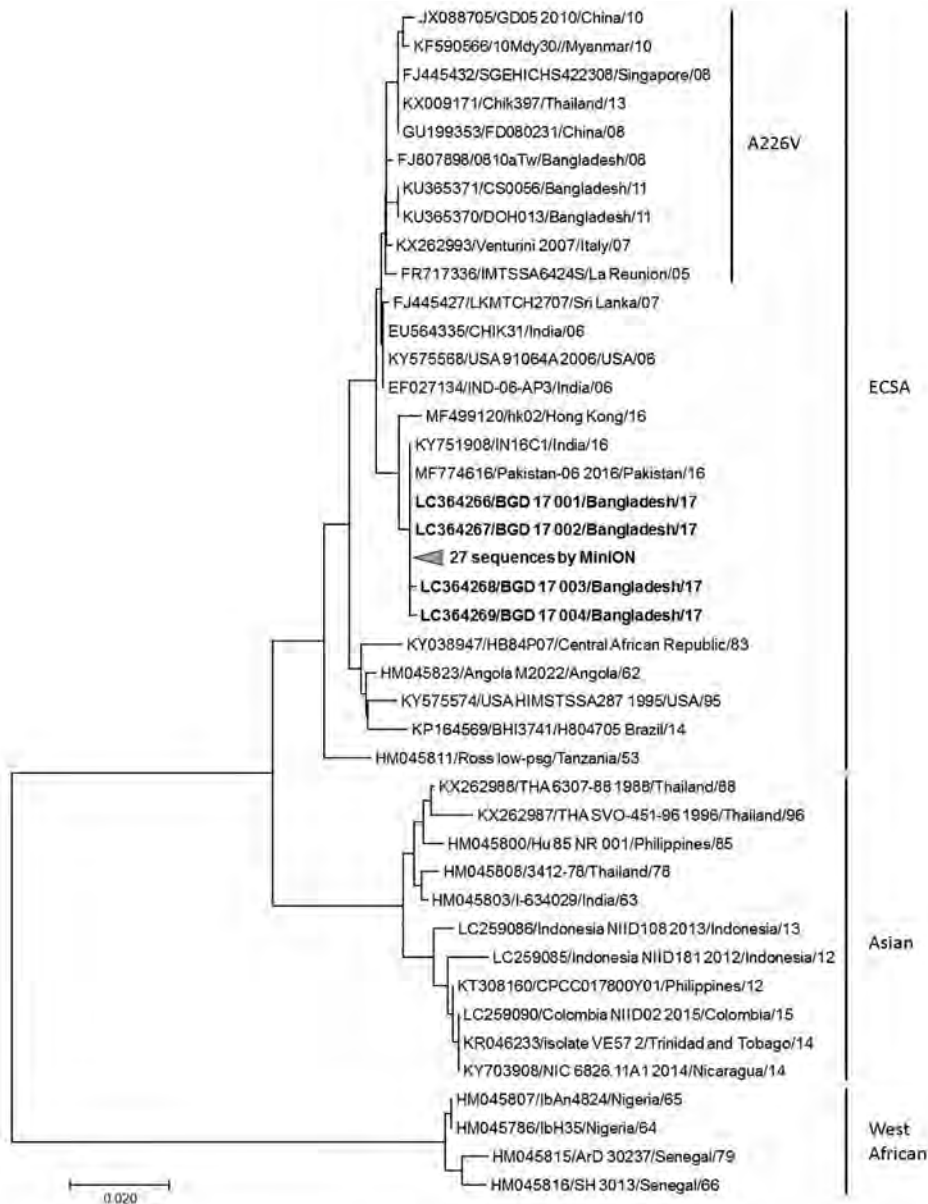 JX088705/GD05 2010/China/10
KF590566/10Mdy30//Myanmar/10
FJ445432/SGEHICHS422308/Singapore/08
KX009171/Chik397/Thailand/13
GU199353/FD080231/China/08
A226V
FJ807898/0810aTw/Bangladesh/08
KU365371/CS0056/Bangladesh/11
KU365370/DOH013/Bangladesh/11
KX262993/Venturini 2007/Italy/07
FR717336/IMTSSA6424S/La Reunion/05
FJ445427/LKMTCH2707/Sri Lanka/07
EU564335/CHIK31/India/06
KY575568/USA 91064A 2006/USA/06
EF027134/IND-06-AP3/India/06
ECSA
MF499120/hk02/Hong Kong/16
KY751908/IN16C1/India/16
MF774616/Pakistan-06 2016/Pakistan/16
LC364266/BGD 17 001/Bangladesh/17
LC364267/BGD 17 002/Bangladesh/17
27 sequences by MinION
LC364268/BGD 17 003/Bangladesh/17
LC364269/BGD 17 004/Bangladesh/17
KY038947/HB84P07/Central African Republic/83
HM045823/Angola M2022/Angola/62
KY575574/USA HIMSTSSA287 1995/USA/95
KP164569/BHI3741/H804705 Brazil/14
HM045811/Ross low-psg/Tanzania/53
KX262988/THA 6307-88 1988/Thailand/88
KX262987/THA SVO-451-96 1996/Thailand/96
HM045800/Hu 85 NR 001/Philippines/85
HM045808/3412-78/Thailand/78
HM045803/I-634029/India/63
LC259086/Indonesia NIID108 2013/Indonesia/13
Asian
LC259085/Indonesia NIID181 2012/Indonesia/12
KT308160/CPCC017800Y01/Philippines/12
LC259090/Colombia NIID02 2015/Colombia/15
KR046233/isolate VE57 2/Trinidad and Tobago/14
KY703908/NIC 6826.11A1 2014/Nicaragua/14
HM045807/IbAn4824/Nigeria/65
HM045786/IbH35/Nigeria/64
West
African
HM045815/ArD 30237/Senegal/79
HM045816/SH 3013/Senegal/66
0.020